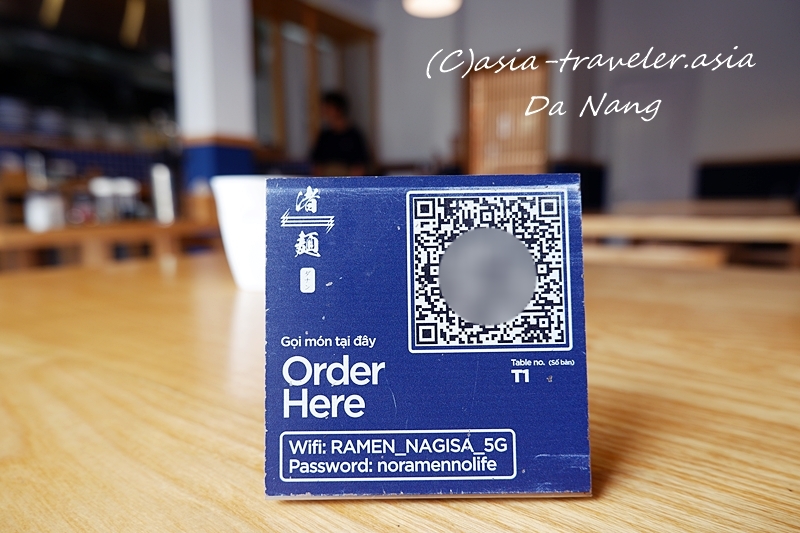 (C)asia-traveler.asia
Da Nang
渚
麺
Gọi món tại đây
Order
Here
Table no. (Số bàn)
T1
Wifi: RAMEN_NAGISA_5G
Password: noramennolife